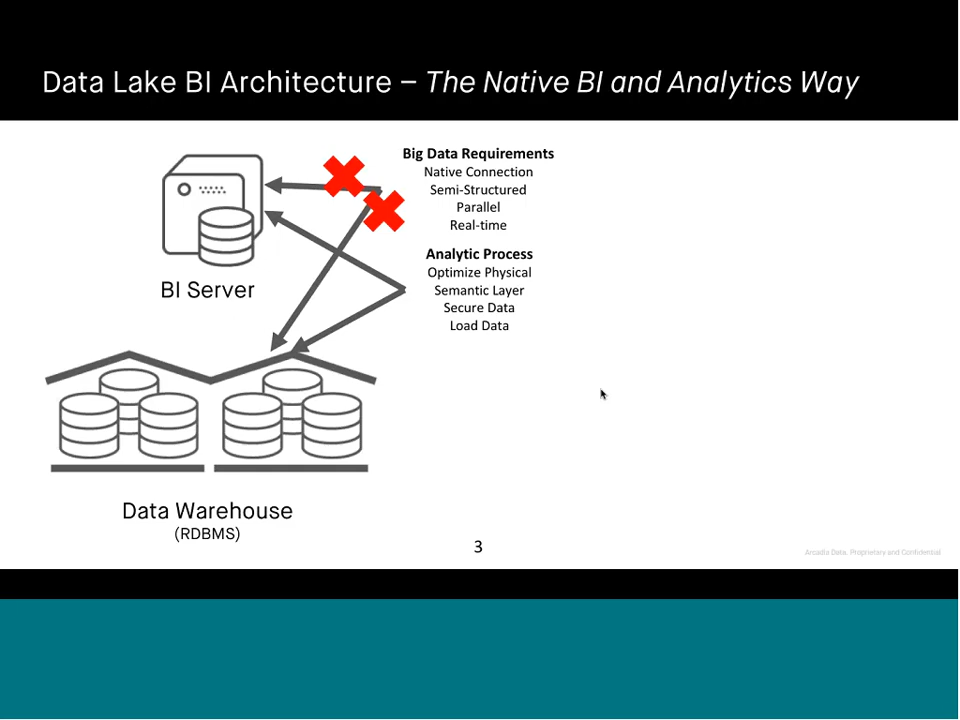 Data Lake BI Architecture – The Native BI and Analytics Way
Big Data Requirements
Native Connection
Semi-Structured
Parallel
Real-time
Analytic Process
Optimize Physical
Semantic Layer
Secure Data
Load Data
BI Server
Data Warehouse
(RDBMS)
3
Arcadia Data. Proprietary and Confidential